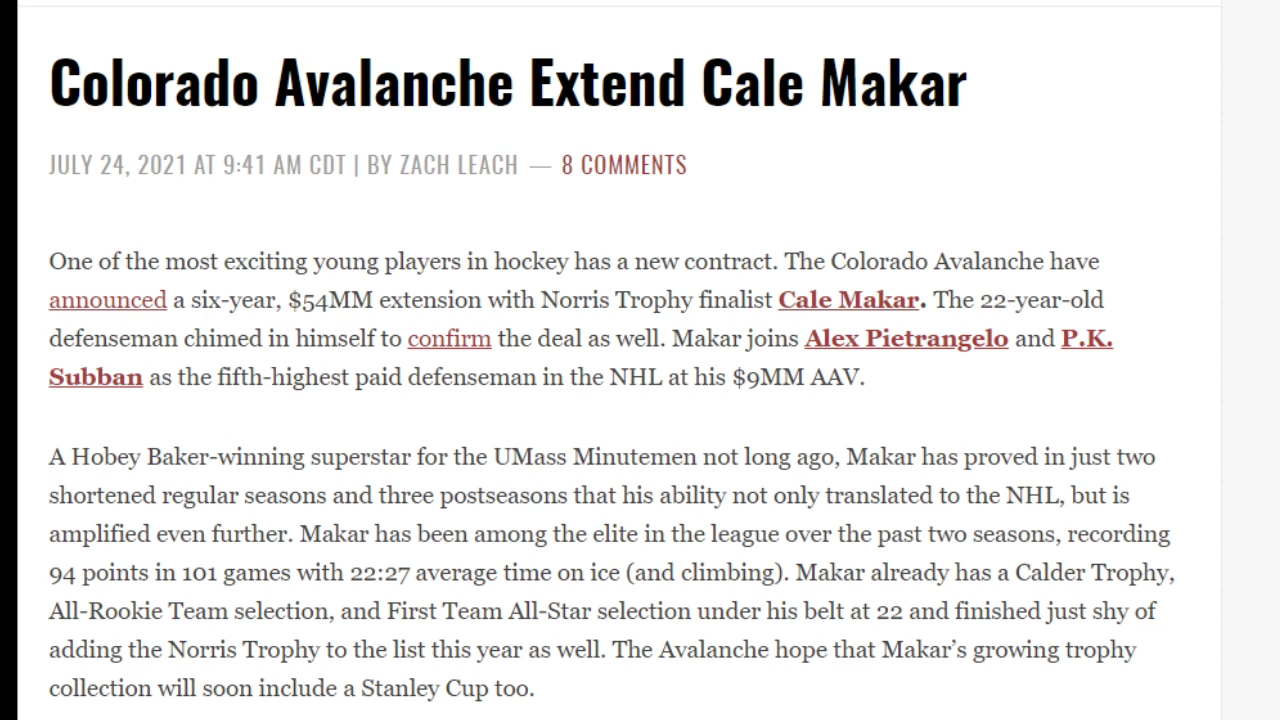 Colorado Avalanche Extend Cale Makar
JULY 24, 2021 AT 9:41 AM CDT | BY ZACH LEACH — 8 COMMENTS
One of the most exciting young players in hockey has a new contract. The Colorado Avalanche have
announced a six-year, $54MM extension with Norris Trophy finalist Cale Makar. The 22-year-old
defenseman chimed in himself to confirm the deal as well. Makar joins Alex Pietrangelo and P.K.
Subban as the fifth-highest paid defenseman in the NHL at his $9MM AAV.
A Hobey Baker-winning superstar for the UMass Minutemen not long ago, Makar has proved in just two
shortened regular seasons and three postseasons that his ability not only translated to the NHL, but is
amplified even further. Makar has been among the elite in the league over the past two seasons, recording
94 points in 101 games with 22:27 average time on ice (and climbing). Makar already has a Calder Trophy,
All-Rookie Team selection, and First Team All-Star selection under his belt at 22 and finished just shy of
adding the Norris Trophy to the list this year as well. The Avalanche hope that Makar’s growing trophy
collection will soon include a Stanley Cup too.